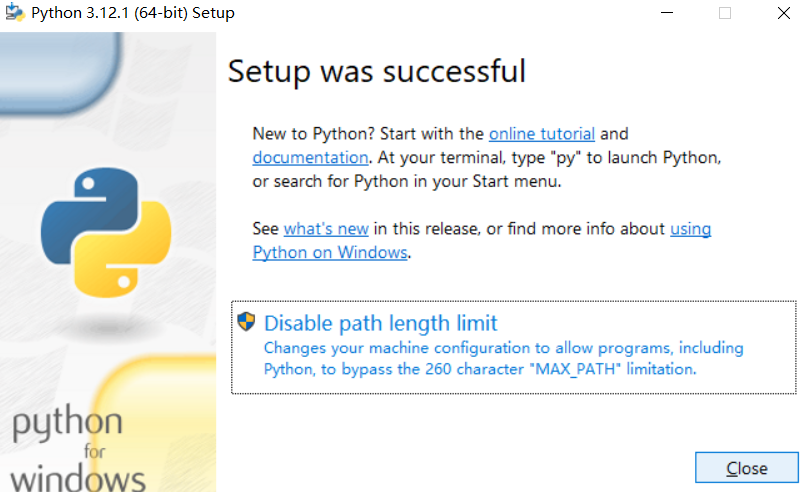 Python 3.12.1 (64-bit) Setup
Setup was successful
New to Python? Start with the online tutorial and
documentation. At your terminal, type "py" to launch Python,
or search for Python in your Start menu.
See what's new in this release, or find more info about using
Python on Windows.
Disable path length limit
Changes your machine configuration to allow programs, including
Python, to bypass the 260 character "MAX_PATH" limitation.
python
for
windows
Close